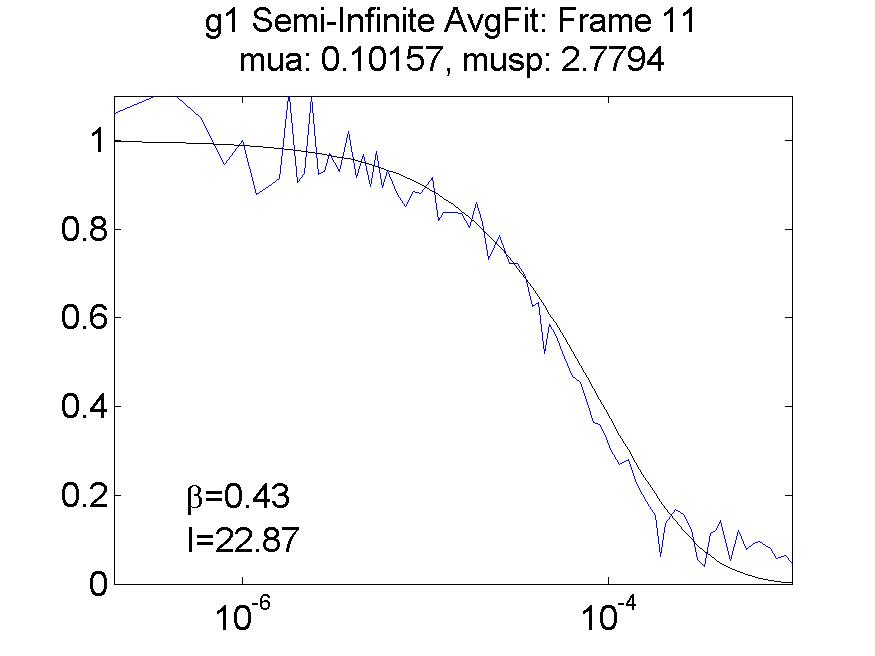 g1 Semi-Infinite AvgFit: Frame 11
mua: 0.10157, musp: 2.7794
1
0.8
0.6
0.4
0.2
0
β=0.43
I=22.87
10^-6
10^-4